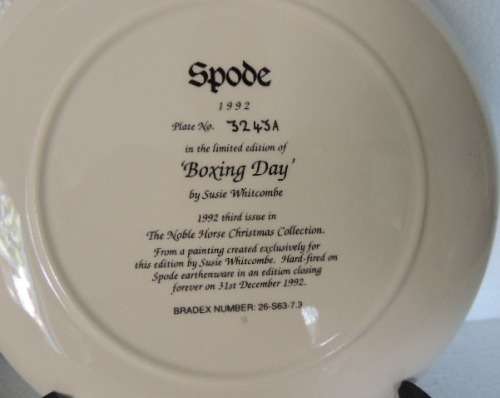 Spode
1992
Plate No. 3243A
in the limited edition of
'Boxing Day'
by Susie Whitcombe
1992 third issue in
The Noble Horse Christmas Collection.
From a painting created exclusively for
this edition by Susie Whitcombe. Hard-fired on
Spode earthenware in an edition closing
forever on 31st December 1992.
BRADEX NUMBER: 26-S63-7.3